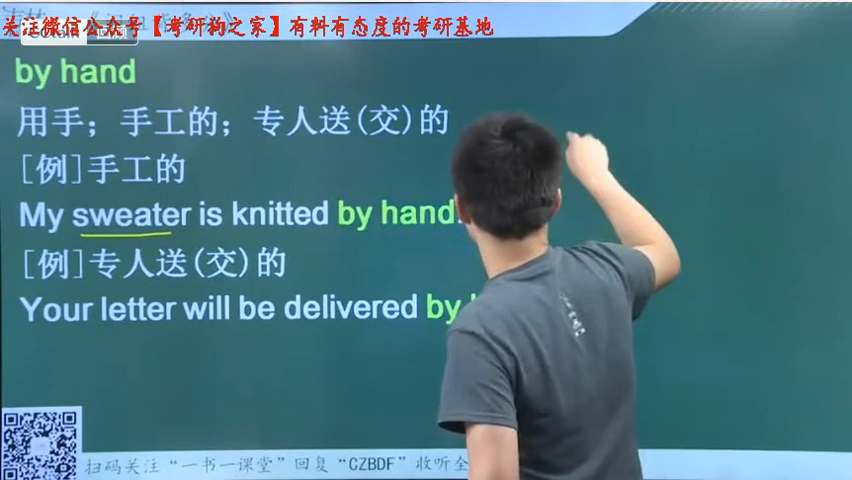 关注微信公众号【考研狗之家】有料有态度的考研基地
by hand
用手；手工的；专人送(交)的
[例]手工的
My sweater is knitted by hand.
[例]专人送(交)的
Your letter will be delivered by
扫码关注“一书一课堂”回复“CZBDF”收听全